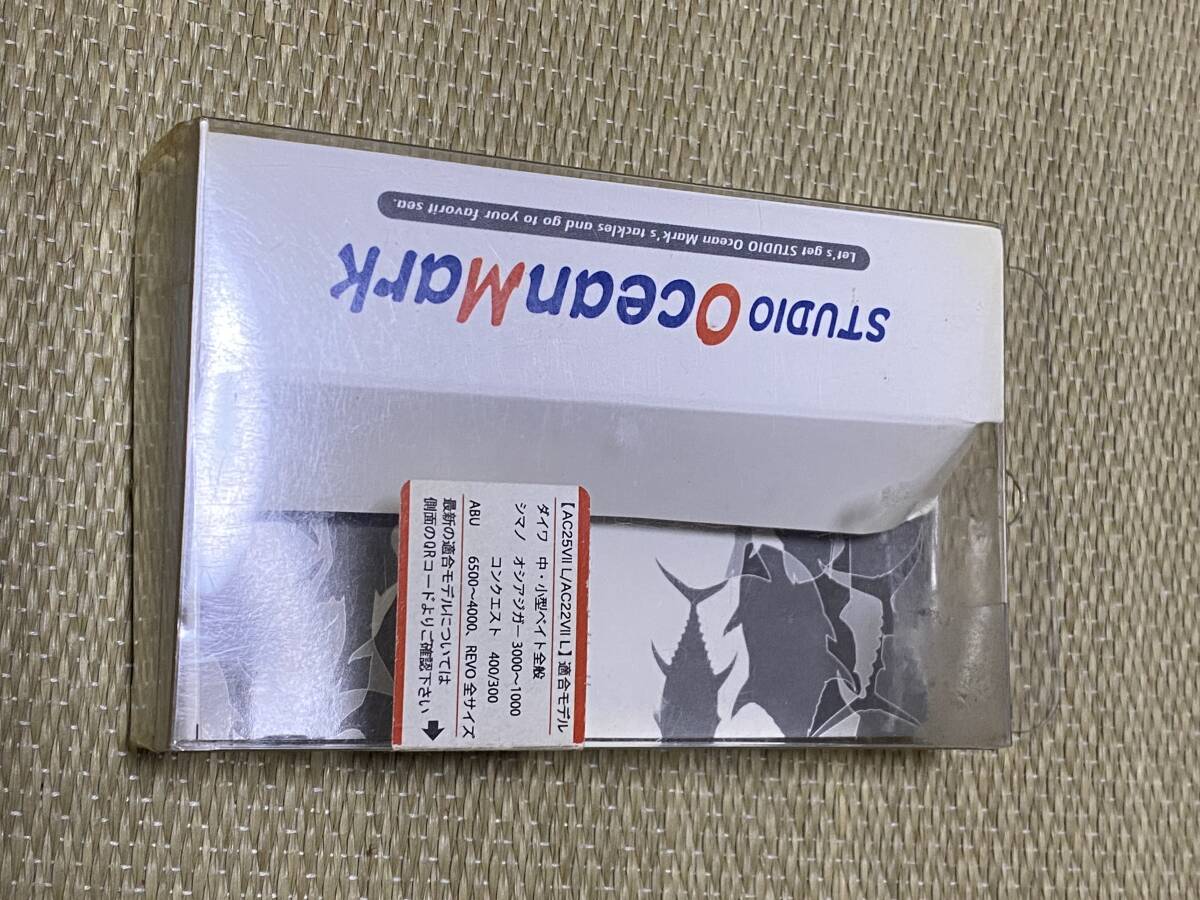 STUDIO OceanMark
Let's get STUDIO Ocean Mark's tackles and go to your favorit sea.
【AC25VII L/AC22VII L】適合モデル
ダイワ 中・小型ベイト全般
シマノ オシアジガー 3000〜1000
コンクエスト 400/300
ABU 6500〜4000、REVO 全サイズ
最新の適合モデルについては
側面のQRコードよりご確認下さい ➡